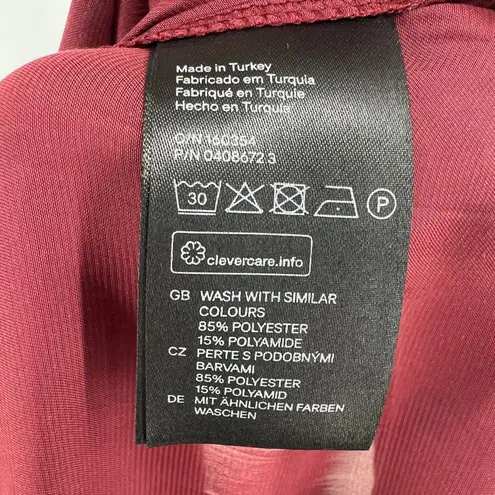 Made in Turkey
Fabricado em Turquia
Fabriqué en Turquie
Hecho en Turquía
O/N 160354
P/N 0408672 3
30
P
clevercare.info
GB WASH WITH SIMILAR
COLOURS
85% POLYESTER
15% POLYAMIDE
CZ PERTE S PODOBNÝMI
BARVAMI
85% POLYESTER
15% POLYAMID
DE MIT ÄHNLICHEN FARBEN
WASCHEN